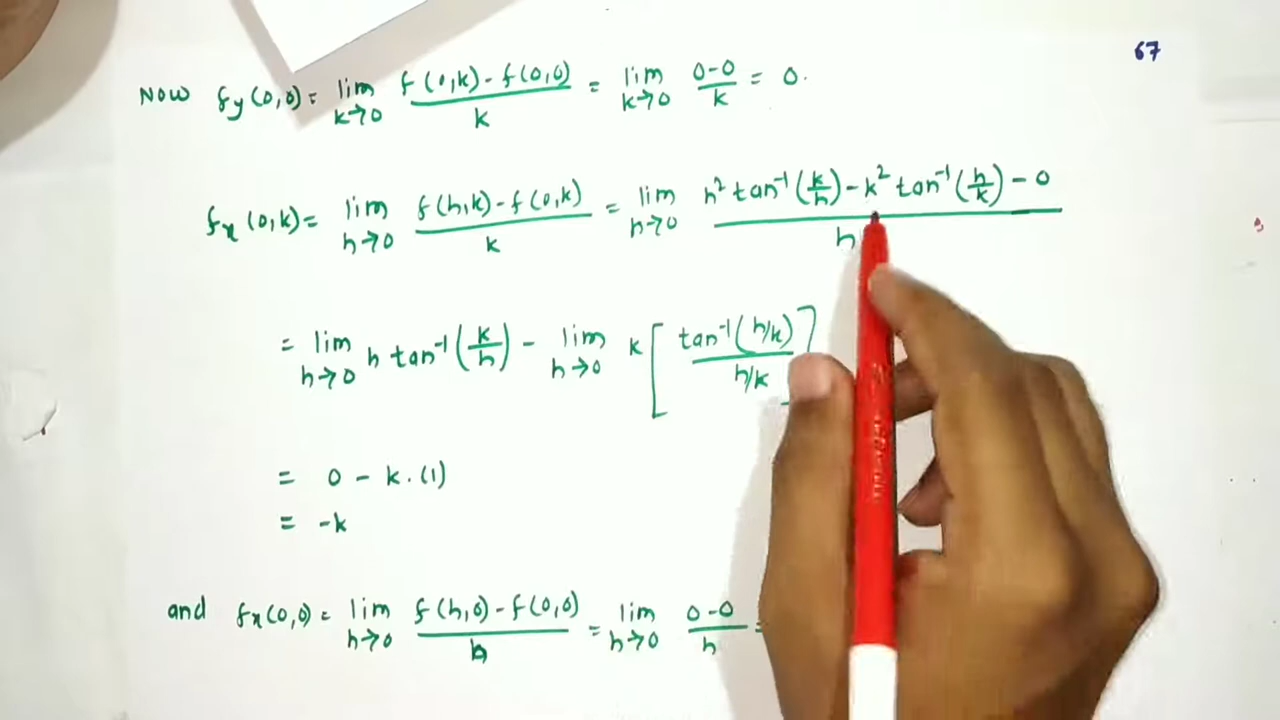 67
Now fy(0,0) = lim k→0 f(0,k) - f(0,0) / k = lim k→0 0-0 / k = 0.
fx(0,k) = lim h→0 f(h,k) - f(0,k) / k = lim h→0 h² tan⁻¹(k/h) - k² tan⁻¹(h/k) - 0 / h
= lim h→0 h tan⁻¹(k/h) - lim h→0 k [ tan⁻¹(h/k) / h/k ]
= 0 - k.(1)
= -k
and fx(0,0) = lim h→0 f(h,0) - f(0,0) / h = lim h→0 0-0 / h =